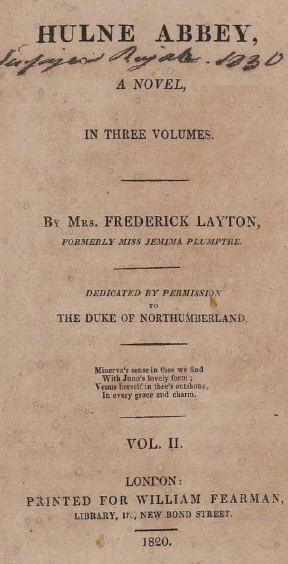 HULNE ABBEY,
1830
A NOVEL,
IN THREE VOLUMES.
By Mrs. FREDERICK LAYTON,
FORMERLY MISS JEMIMA PLUMPTRE.
DEDICATED BY PERMISSION
TO
THE DUKE OF NORTHUMBERLAND.
Minerva's sense in thee we find
With Juno's lovely form ;
Venus herself in thee's outshone,
In every grace and charm.
VOL. II.
LONDON:
PRINTED FOR WILLIAM FEARMAN,
LIBRARY, NEW BOND STREET.
1820.